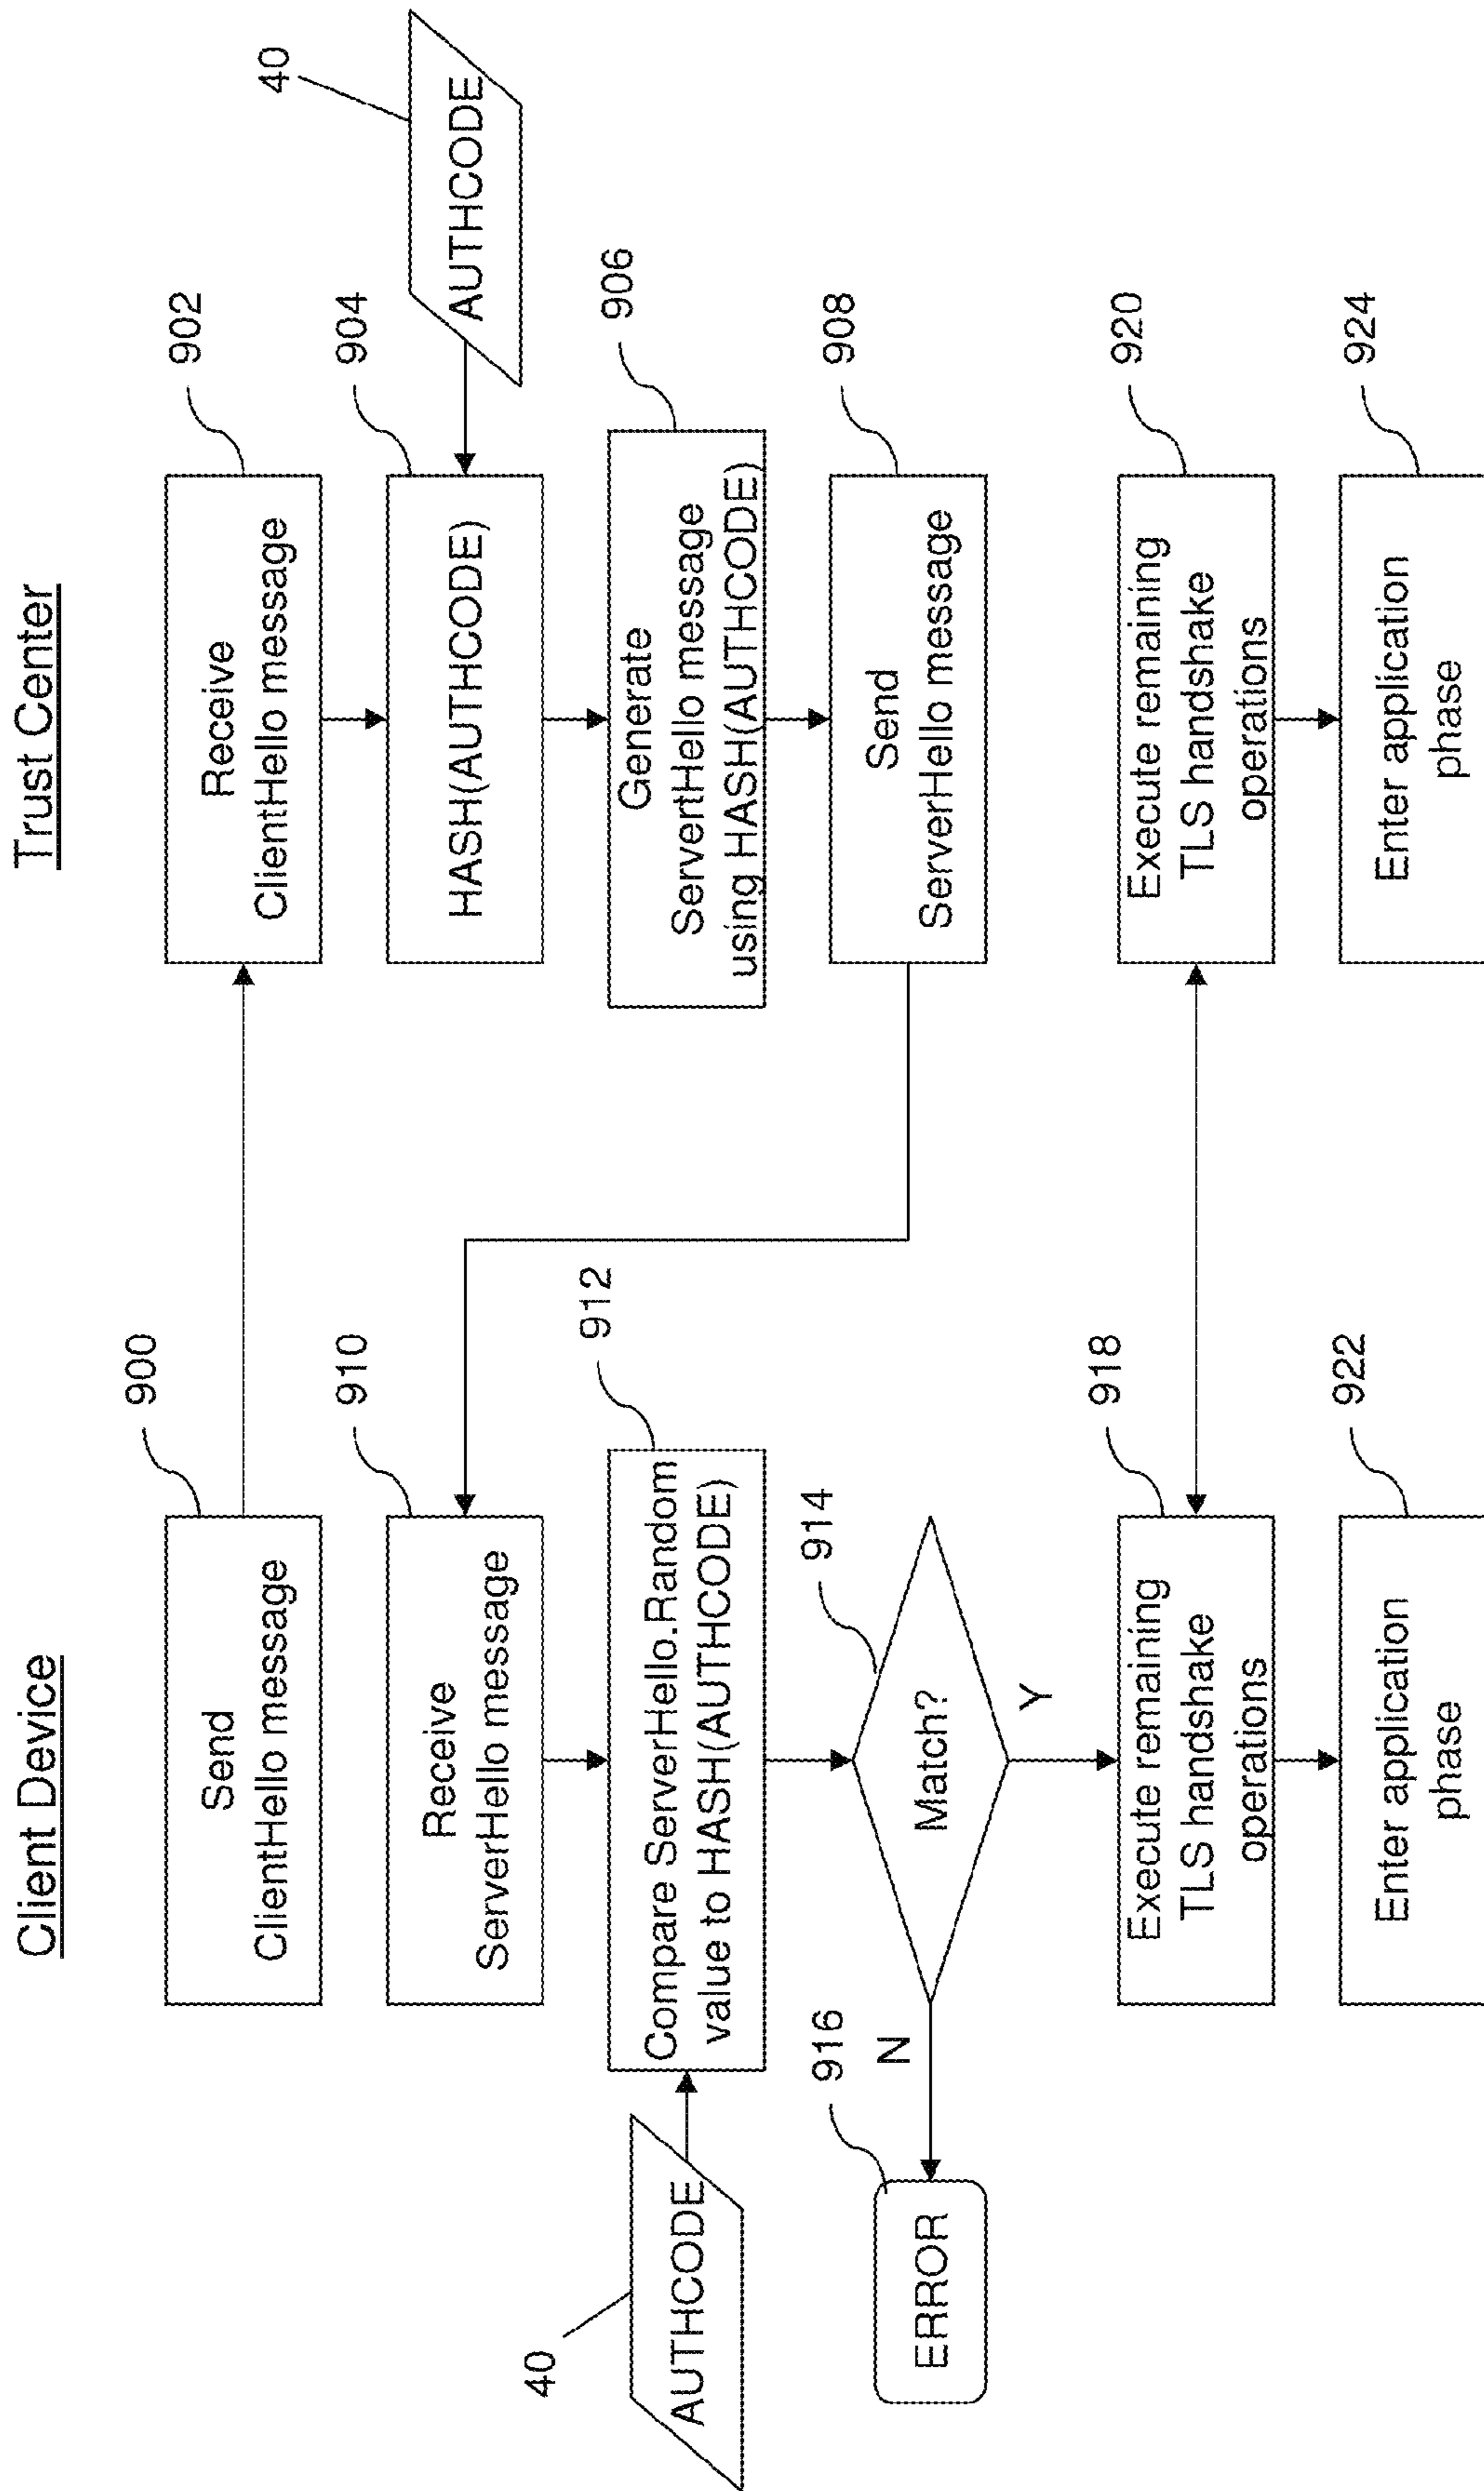 Client Device
Trust Center
900
Send
ClientHello message
902
Receive
ClientHello message
904
HASH(AUTHCODE)
40
AUTHCODE
906
Generate
ServertHello message
using HASH(AUTHCODE)
908
Send
ServerHello message
910
Receive
ServerHello message
912
Compare ServerHello.Random
value to HASH(AUTHCODE)
40
AUTHCODE
914
Match?
N
Y
916
ERROR
918
Execute remaining
TLS handshake
operations
920
Execute remaining
TLS handshake
operations
922
Enter application
phase
924
Enter application
phase